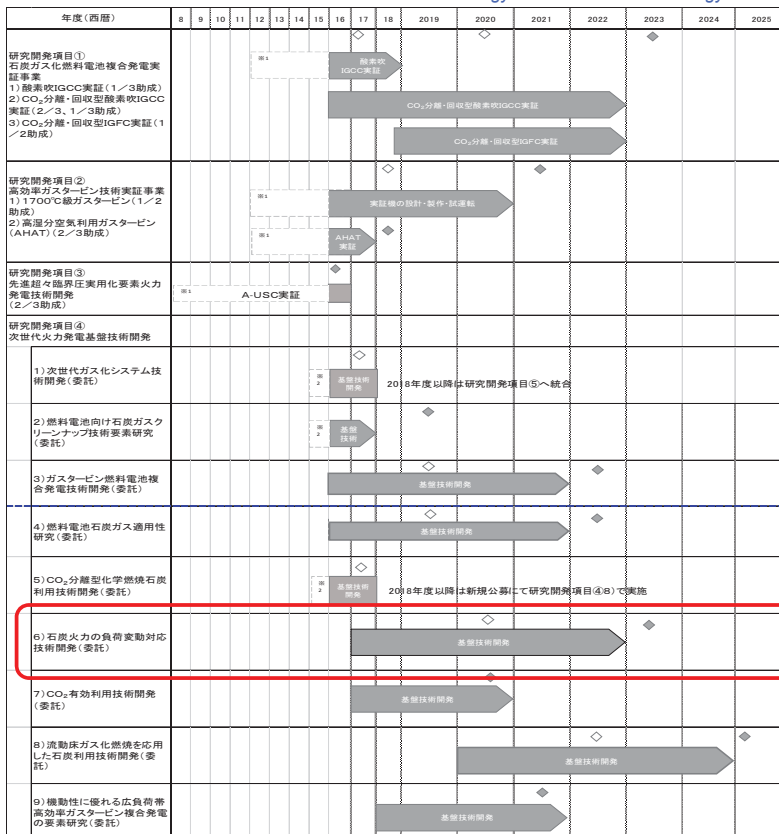 年度(西暦) 8 9 10 11 12 13 14 15 16 17 18 2019 2020 2021 2022 2023 2024 2025
研究開発項目①
石炭ガス化燃料電池複合発電実
証事業
1)酸素吹IGCC実証(1/3助成)
2)CO₂分離・回収型酸素吹IGCC
実証(2/3、1/3助成)
3)CO₂分離・回収型IGFC実証(1
/2助成)
※1
酸素吹
IGCC実証
CO₂分離・回収型酸素吹IGCC実証
CO₂分離・回収型IGFC実証
研究開発項目②
高効率ガスタービン技術実証事業
1)1700℃級ガスタービン(1/2
助成)
2)高湿分空気利用ガスタービン
(AHAT)(2/3助成)
※1
実証機の設計・製作・試運転
※1
AHAT
実証
研究開発項目③
先進超々臨界圧実用化要素火力
発電技術開発
(2/3助成)
※1
A-USC実証
研究開発項目④
次世代火力発電基盤技術開発
1)次世代ガス化システム技
術開発(委託)
※
2
基盤技術
開発
2018年度以降は研究開発項目⑤へ統合
2)燃料電池向け石炭ガスク
リーンナップ技術要素研究
(委託)
※
2
基盤
技術
3)ガスタービン燃料電池複
合発電技術開発(委託)
基盤技術開発
4)燃料電池石炭ガス適用性
研究(委託)
基盤技術開発
5)CO₂分離型化学燃焼石炭
利用技術開発(委託)
※
2
基盤技術
開発
2018年度以降は新規公募にて研究開発項目④8)で実施
6)石炭火力の負荷変動対応
技術開発(委託)
基盤技術開発
7)CO₂有効利用技術開発
(委託)
基盤技術開発
8)流動床ガス化燃焼を応用
した石炭利用技術開発(委
託)
基盤技術開発
9)機動性に優れる広負荷帯
高効率ガスタービン複合発電
の要素研究(委託)
基盤技術開発